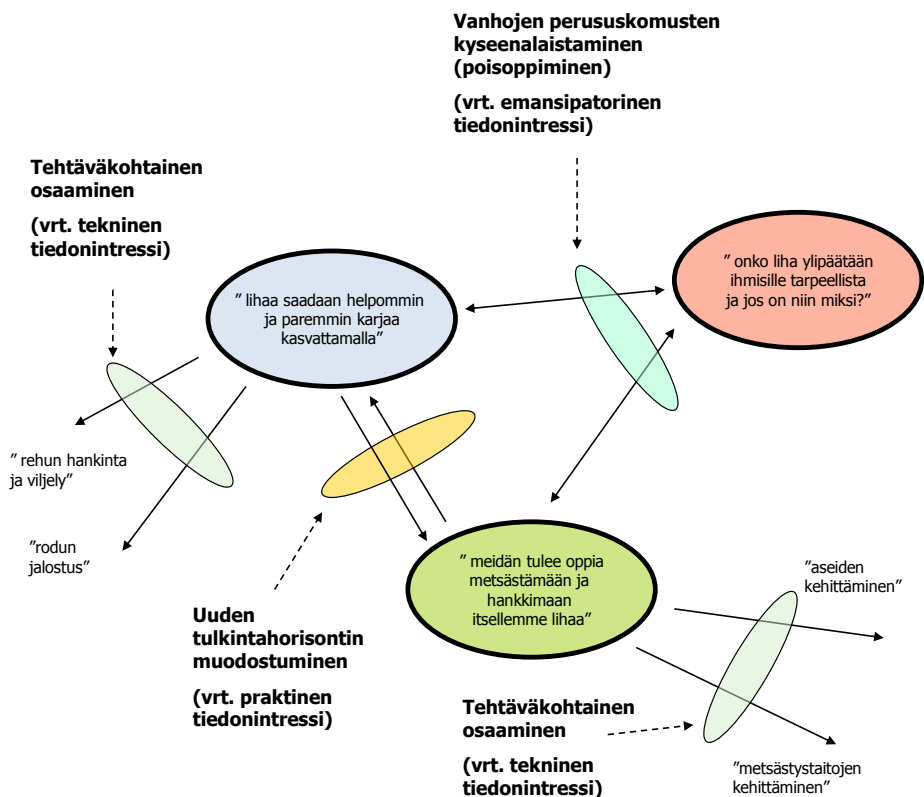 Vanhojen perususkomusten
kyseenalaistaminen
(poisoppiminen)
(vrt. emansipatorinen
tiedonintressi)
Tehtäväkohtainen
osaaminen
(vrt. tekninen
tiedonintressi)
” onko liha ylipäätään
ihmisille tarpeellista
ja jos on niin miksi?”
” lihaa saadaan helpommin
ja paremmin karjaa
kasvattamalla”
” rehun hankinta
ja viljely”
”rodun
jalostus”
” meidän tulee oppia
metsästämään ja
hankkimaan
itsellemme lihaa”
”aseiden
kehittäminen”
Uuden
tulkintahorisontin
muodostuminen
(vrt. praktinen
tiedonintressi)
Tehtäväkohtainen
osaaminen
(vrt. tekninen
tiedonintressi)
”metsästystaitojen
kehittäminen”